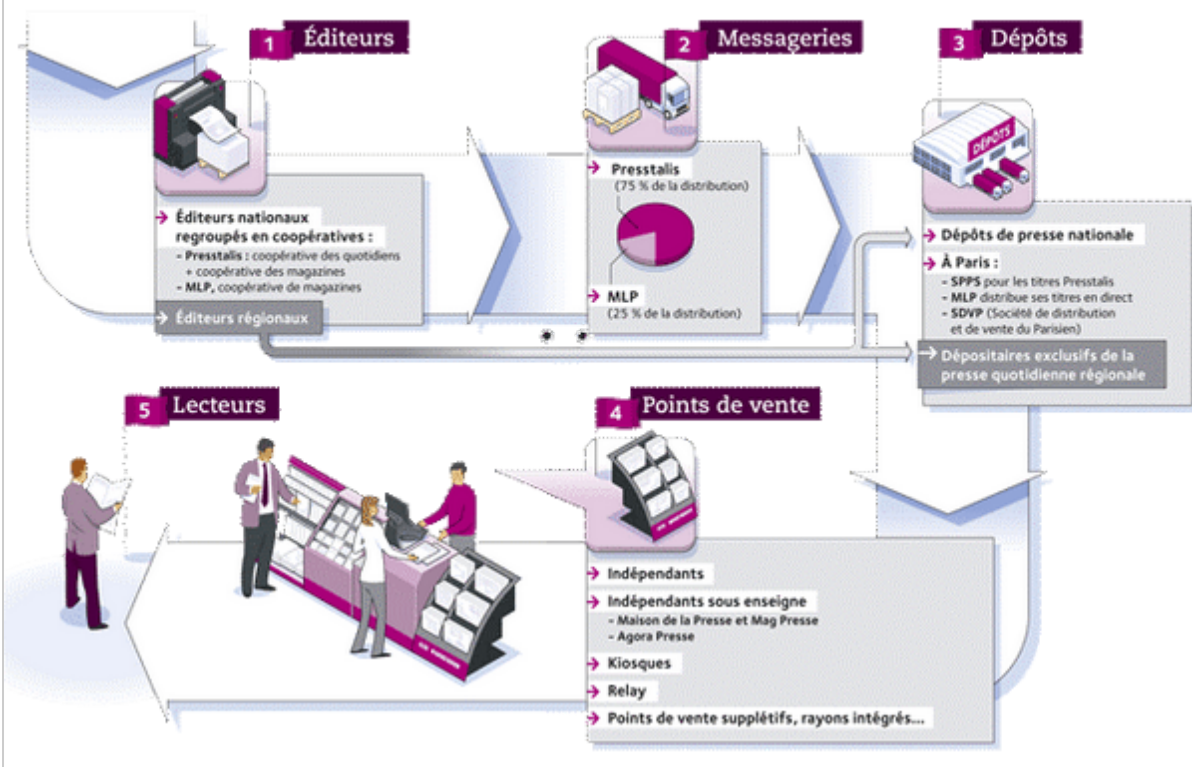 1 Éditeurs
→ Éditeurs nationaux
regroupés en coopératives :
- Presstalis : coopérative des quotidiens
+ coopérative des magazines
- MLP, coopérative de magazines
→ Éditeurs régionaux
2 Messageries
→ Presstalis
(75 % de la distribution)
→ MLP
(25 % de la distribution)
3 Dépôts
DÉPÔTS
→ Dépôts de presse nationale
→ À Paris :
- SPPS pour les titres Presstalis
- MLP distribue ses titres en direct
- SDVP (Société de distribution
et de vente du Parisien)
→ Dépositaires exclusifs de la
presse quotidienne régionale
4 Points de vente
→ Indépendants
→ Indépendants sous enseigne
- Maison de la Presse et Mag Presse
- Agora Presse
→ Kiosques
→ Relay
→ Points de vente supplétifs, rayons intégrés...
5 Lecteurs